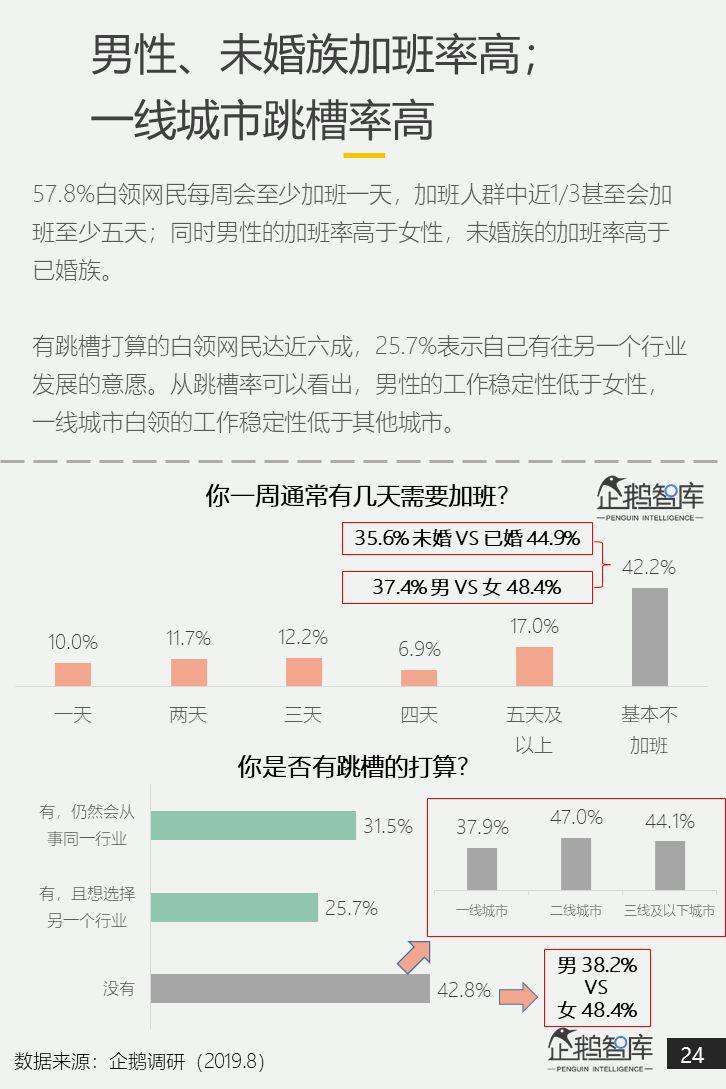 男性、未婚族加班率高；
一线城市跳槽率高
57.8%白领网民每周会至少加班一天，加班人群中近1/3甚至会加
班至少五天；同时男性的加班率高于女性，未婚族的加班率高于
已婚族。
有跳槽打算的白领网民达近六成，25.7%表示自己有往另一个行业
发展的意愿。从跳槽率可以看出，男性的工作稳定性低于女性，
一线城市白领的工作稳定性低于其他城市。
你一周通常有几天需要加班?
企鹅智库
PENGUIN INTELLIGENCE
35.6% 未婚 VS 已婚 44.9%
37.4% 男 VS 女 48.4%
10.0%
11.7%
12.2%
6.9%
17.0%
42.2%
一天
两天
三天
四天
五天及
以上
基本不
加班
你是否有跳槽的打算?
有，仍然会从
事同一行业
31.5%
有，且想选择
另一个行业
25.7%
没有
42.8%
37.9%
47.0%
44.1%
一线城市
二线城市
三线及以下城市
男 38.2%
VS
女 48.4%
企鹅智库
PENGUIN INTELLIGENCE
数据来源：企鹅调研（2019.8）
24